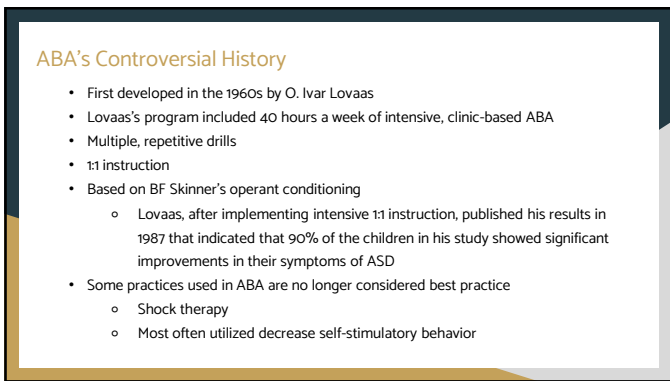 ABA's Controversial History
• First developed in the 1960s by O. Ivar Lovaas
• Lovaas's program included 40 hours a week of intensive, clinic-based ABA
• Multiple, repetitive drills
• 1:1 instruction
• Based on BF Skinner's operant conditioning
o Lovaas, after implementing intensive 1:1 instruction, published his results in
1987 that indicated that 90% of the children in his study showed significant
improvements in their symptoms of ASD
• Some practices used in ABA are no longer considered best practice
o Shock therapy
o Most often utilized decrease self-stimulatory behavior